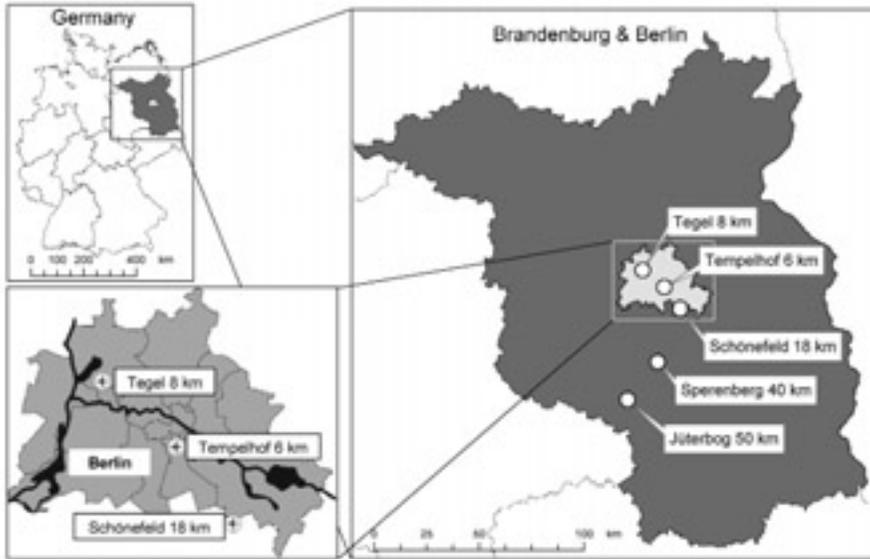 Germany
0 100 200 400 km
Brandenburg & Berlin
Tegel 8 km
Tempelhof 6 km
Schönefeld 18 km
Sperenberg 40 km
Jüterbog 50 km
0 25 50 100 km
Tegel 8 km
Tempelhof 6 km
Berlin
Schönefeld 18 km